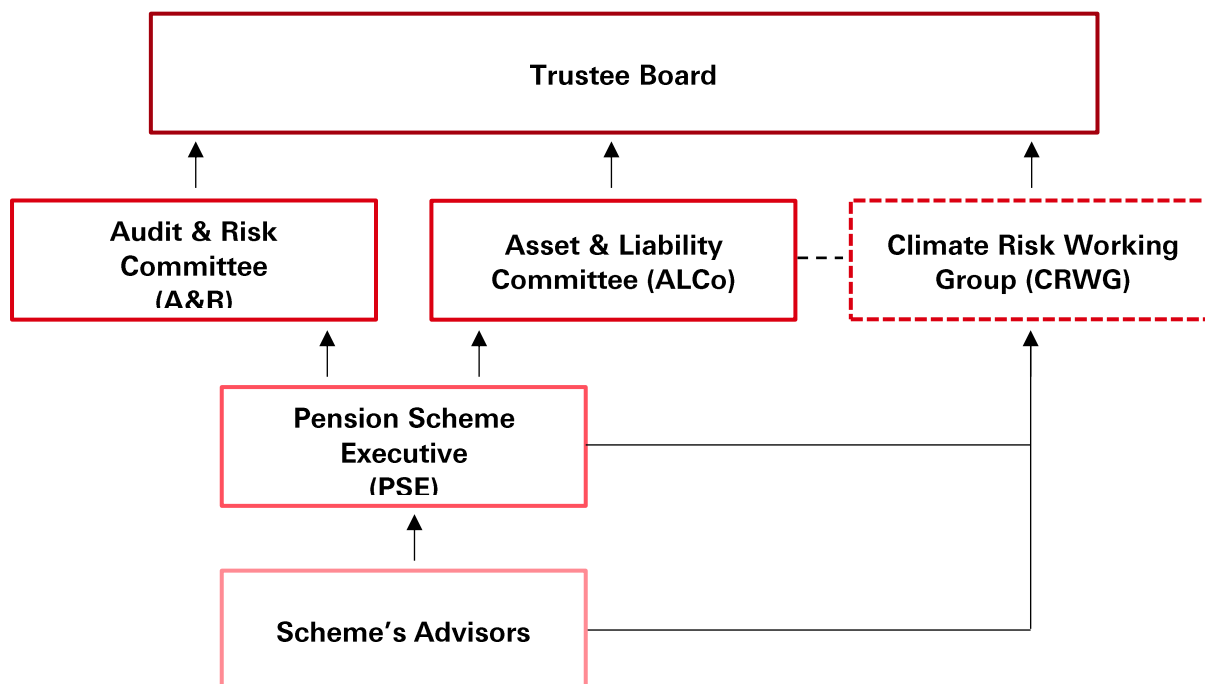 Trustee Board
Audit & Risk
Committee
(A&R)
Asset & Liability
Committee (ALCo)
Climate Risk Working
Group (CRWG)
Pension Scheme
Executive
(PSE)
Scheme's Advisors